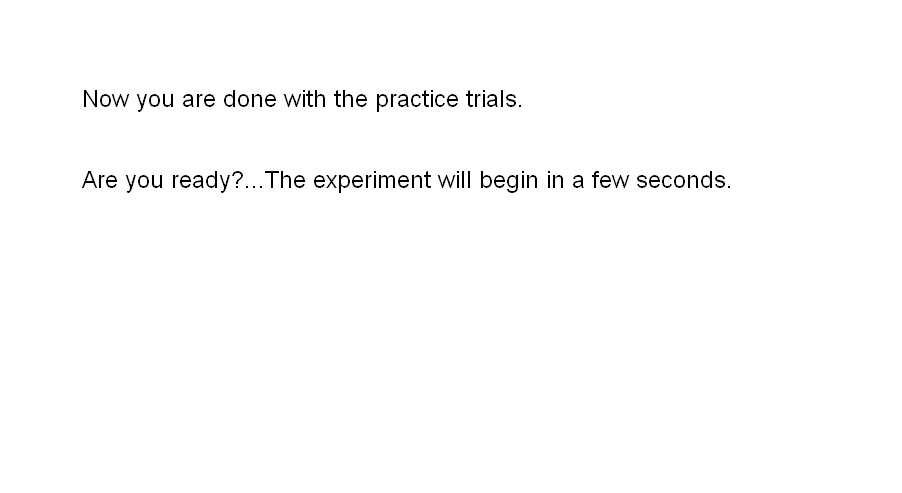 Now you are done with the practice trials.
Are you ready?...The experiment will begin in a few seconds.